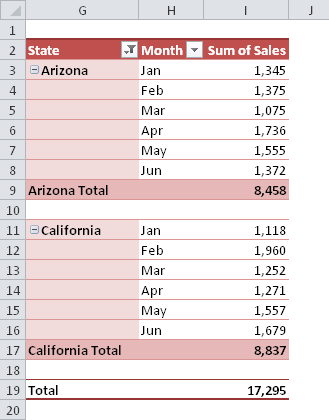 G H I J
1
2 State Month Sum of Sales
3 Arizona Jan 1,345
4 Feb 1,375
5 Mar 1,075
6 Apr 1,736
7 May 1,555
8 Jun 1,372
9 Arizona Total 8,458
10
11 California Jan 1,118
12 Feb 1,960
13 Mar 1,252
14 Apr 1,271
15 May 1,557
16 Jun 1,679
17 California Total 8,837
18
19 Total 17,295
20